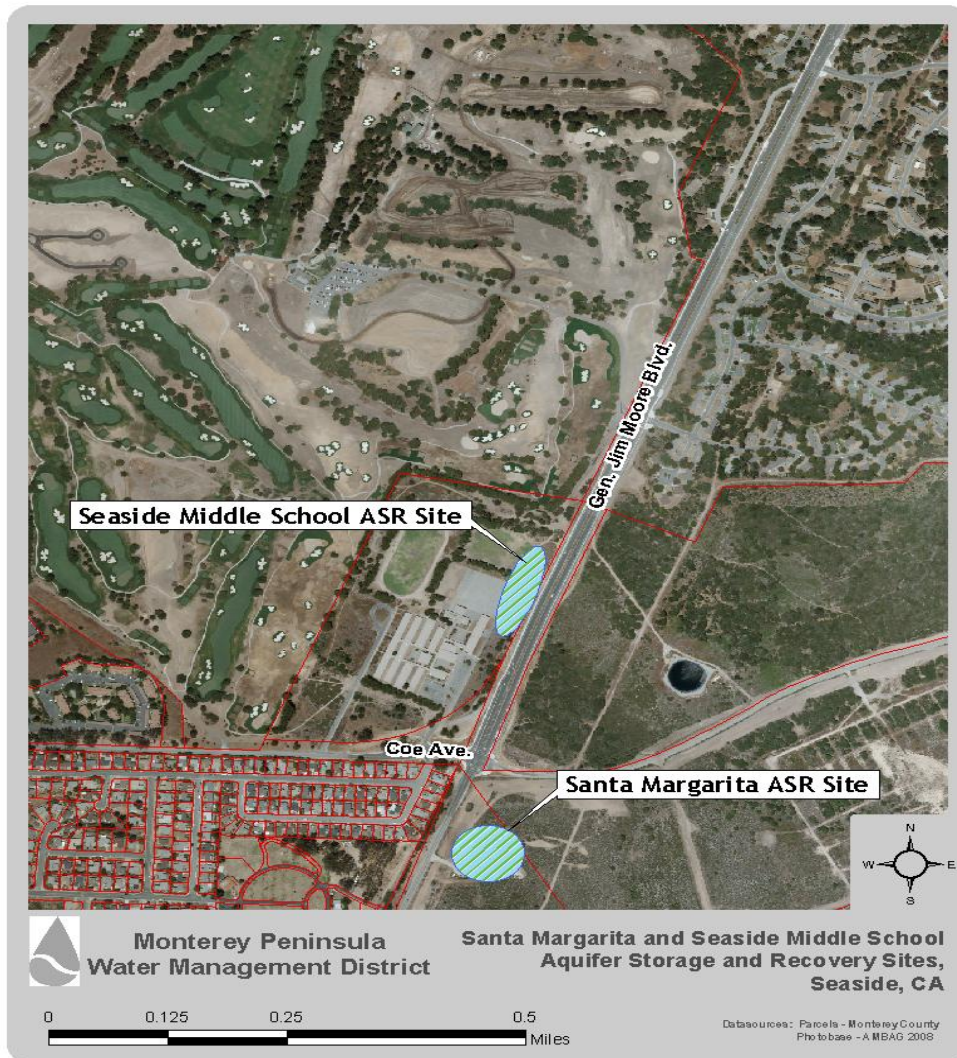 Gen. Jim Moore Blvd.
Seaside Middle School ASR Site
Coe Ave.
Santa Margarita ASR Site
N
W E
S
Monterey Peninsula
Water Management District
Santa Margarita and Seaside Middle School
Aquifer Storage and Recovery Sites,
Seaside, CA
0 0.125 0.25 0.5
Miles
Datasources: Parcels - Monterey County
Photobase - AMBAG 2008